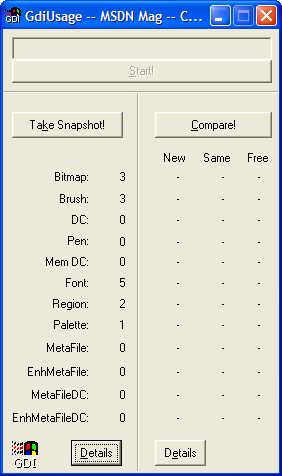 GdiUsage -- MSDN Mag -- C...
Start!
Take Snapshot! Compare!
New Same Free
Bitmap: 3 - - -
Brush: 3 - - -
DC: 0 - - -
Pen: 0 - - -
Mem DC: 0 - - -
Font: 5 - - -
Region: 2 - - -
Palette: 1 - - -
MetaFile: 0 - - -
EnhMetaFile: 0 - - -
MetaFileDC: 0 - - -
EnhMetaFileDC: 0 - - -
GDI Details Details